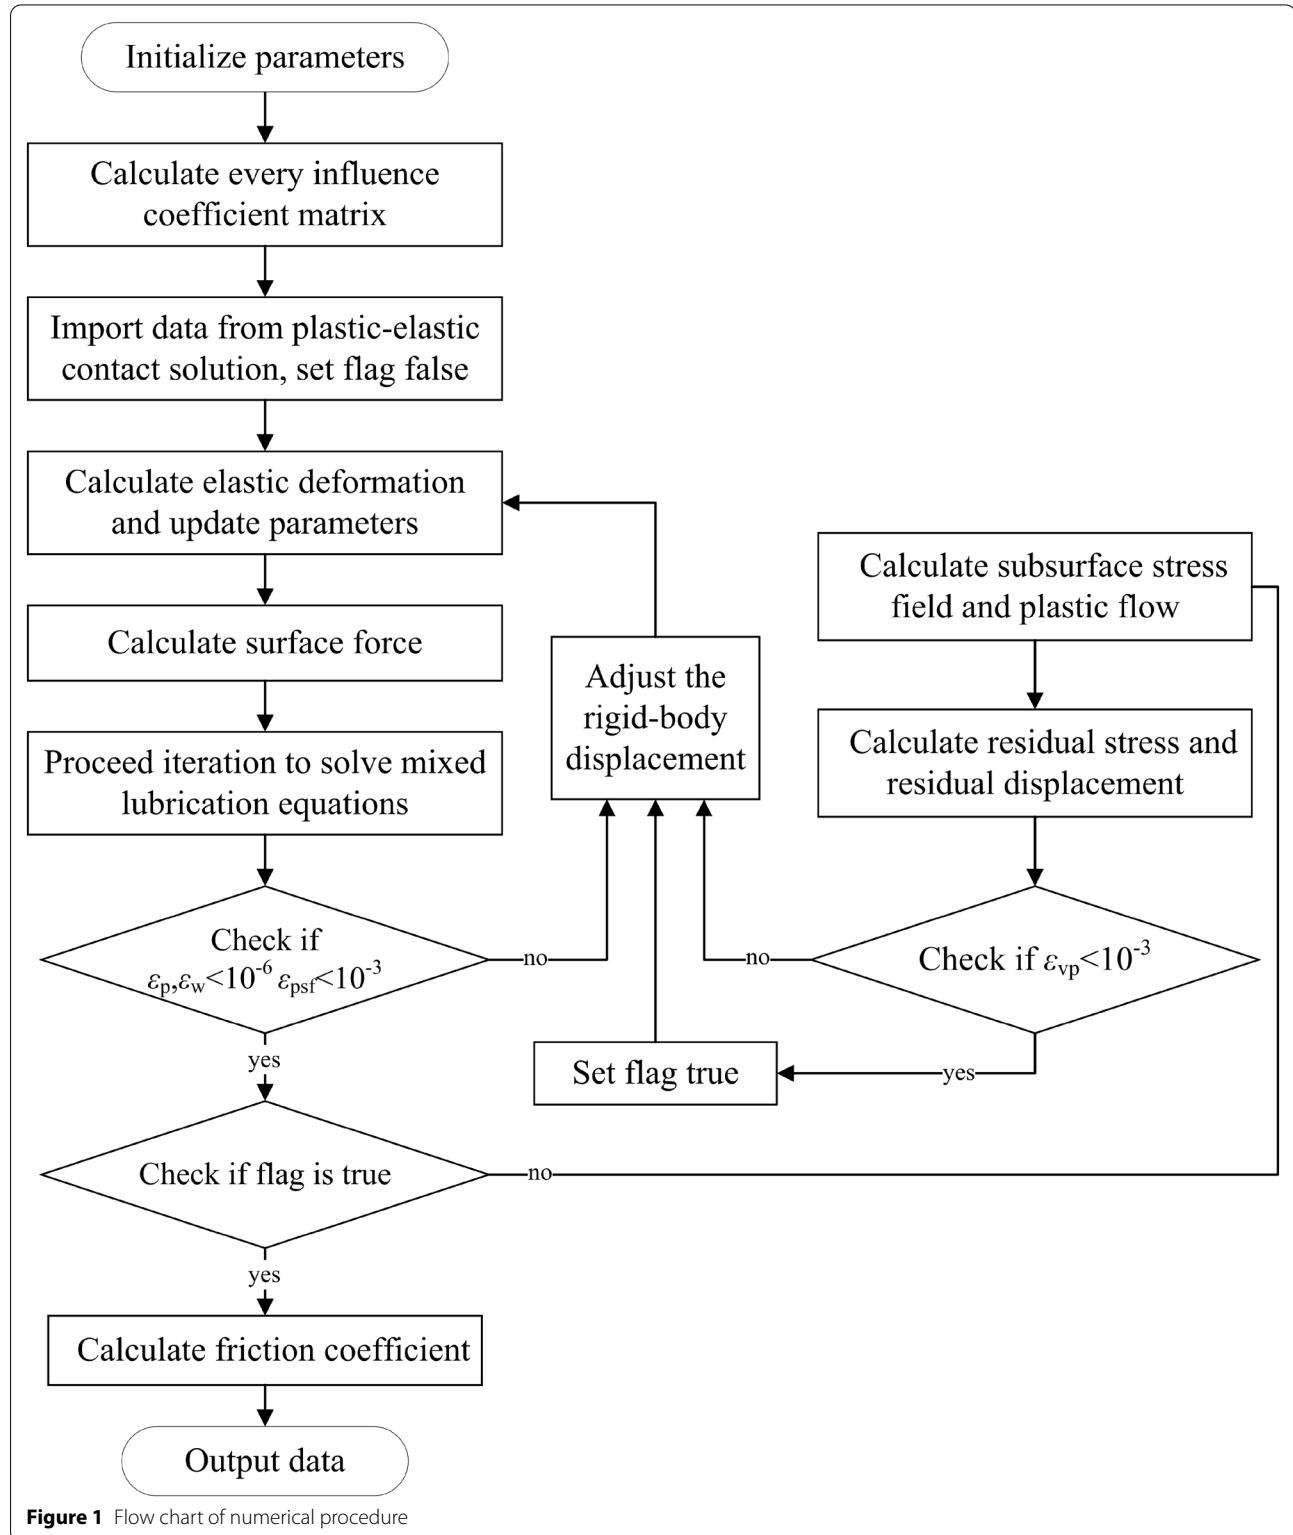 Initialize parameters
Calculate every influence
coefficient matrix
Import data from plastic-elastic
contact solution, set flag false
Calculate elastic deformation
and update parameters
Calculate surface force
Proceed iteration to solve mixed
lubrication equations
Check if
εp,εw<10-6 εpsf<10-3
no
yes
Check if flag is true
no
yes
Calculate friction coefficient
Output data
Adjust the
rigid-body
displacement
Set flag true
Calculate subsurface stress
field and plastic flow
Calculate residual stress and
residual displacement
Check if εvp<10-3
no
yes
Figure 1 Flow chart of numerical procedure